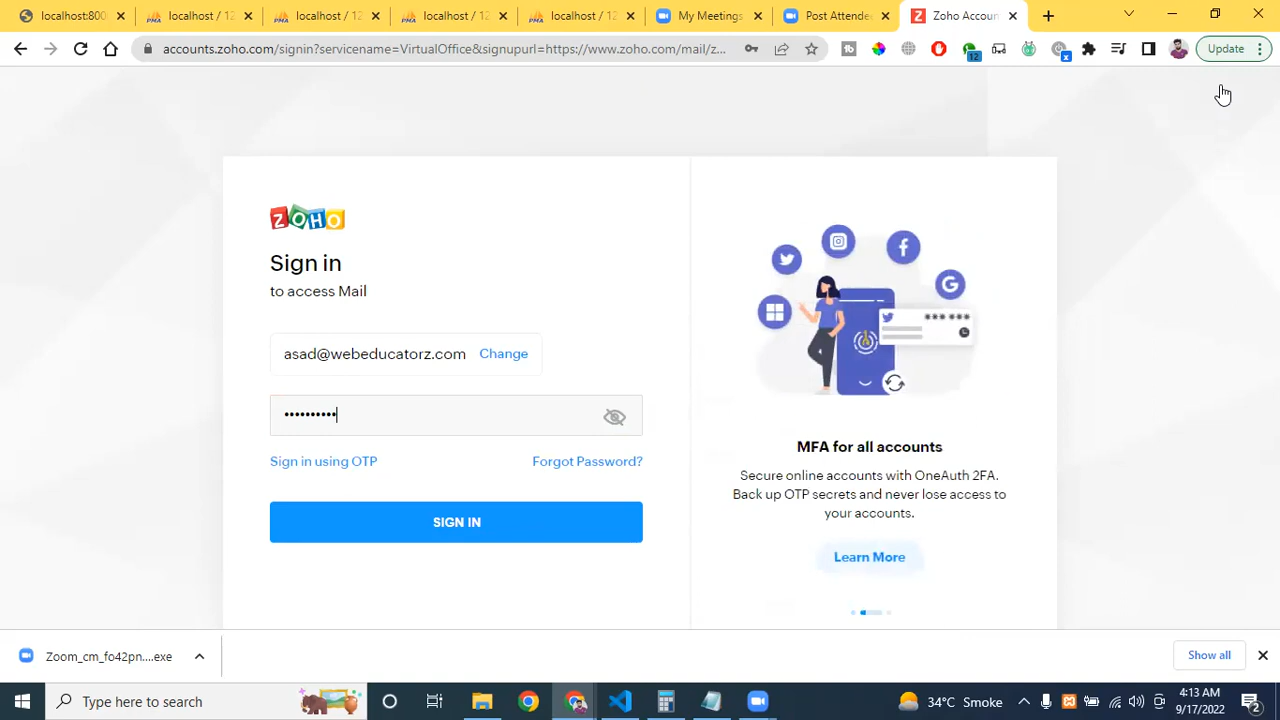 localhost:800
localhost / 12
localhost / 12
localhost / 12
localhost / 12
My Meetings
Post Attende
Zoho Accoun
accounts.zoho.com/signin?servicename=VirtualOffice&signupurl=https://www.zoho.com/mail/z...
12
x
Update
ZOHO
Sign in
to access Mail
asad@webeducatorz.com Change
••••••••••
Sign in using OTP Forgot Password?
SIGN IN
MFA for all accounts
Secure online accounts with OneAuth 2FA.
Back up OTP secrets and never lose access to
your accounts.
Learn More
Zoom_cm_fo42pn....exe
Show all
Type here to search
34°C Smoke
4:13 AM
9/17/2022
2